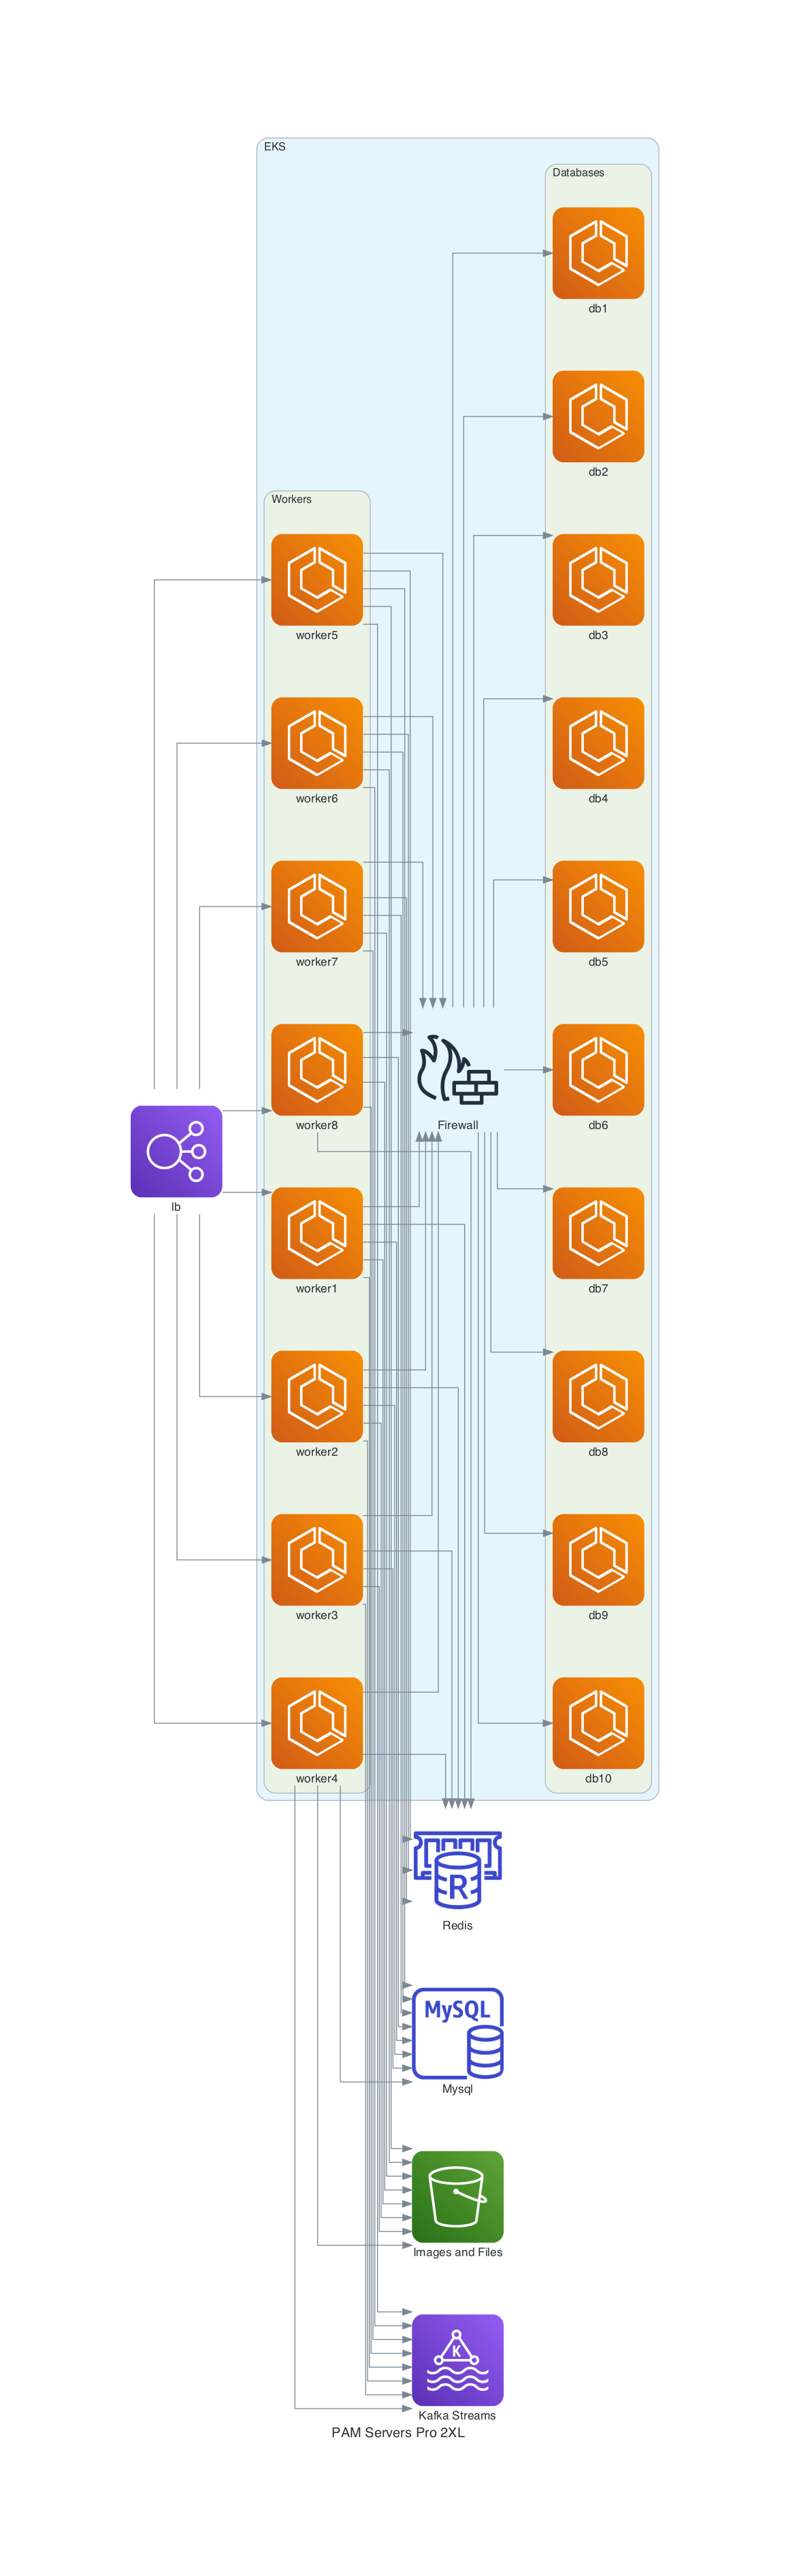 EKS
Databases
db1
db2
Workers
db3
worker5
db4
worker6
db5
worker7
Firewall
db6
worker8
lb
db7
worker1
db8
worker2
db9
worker3
db10
worker4
R
Redis
MySQL
Mysql
Images and Files
K
Kafka Streams
PAM Servers Pro 2XL